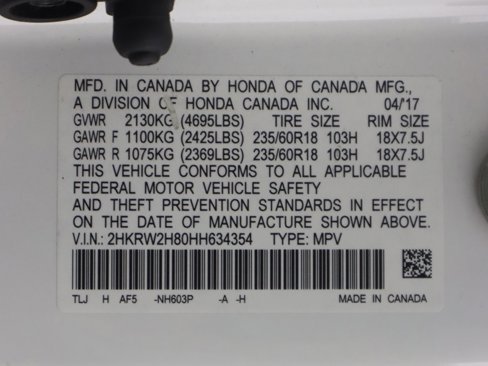 MFD. IN CANADA BY HONDA OF CANADA MFG.,
A DIVISION OF HONDA CANADA INC. 04/'17
GVWR 2130KG (4695LBS) TIRE SIZE RIM SIZE
GAWR F 1100KG (2425LBS) 235/60R18 103H 18X7.5J
GAWR R 1075KG (2369LBS) 235/60R18 103H 18X7.5J
THIS VEHICLE CONFORMS TO ALL APPLICABLE
FEDERAL MOTOR VEHICLE SAFETY
AND THEFT PREVENTION STANDARDS IN EFFECT
ON THE DATE OF MANUFACTURE SHOWN ABOVE.
V.I.N.: 2HKRW2H80HH634354 TYPE: MPV
TLJ H AF5 -NH603P -A -H MADE IN CANADA